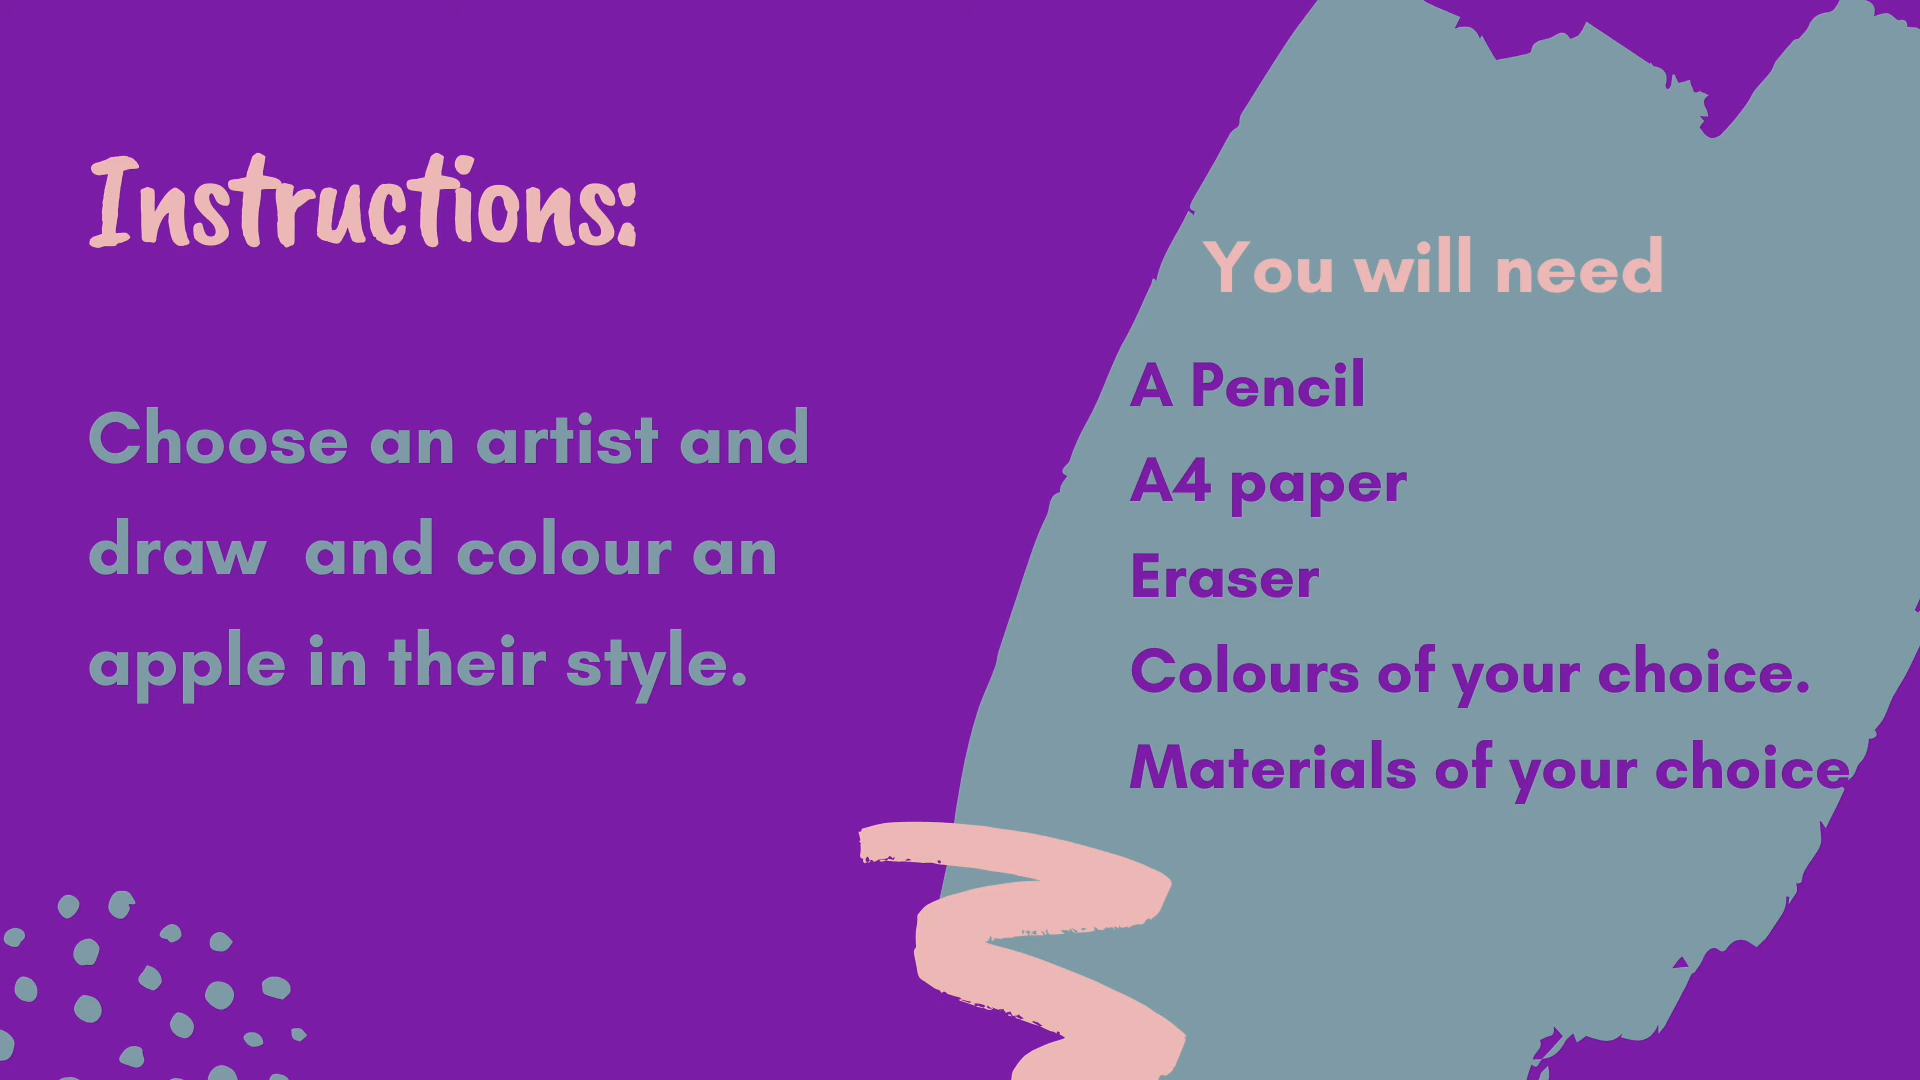 Instructions:
Choose an artist and
draw  and colour an
apple in their style.
You will need
A Pencil
A4 paper
Eraser
Colours of your choice.
Materials of your choice